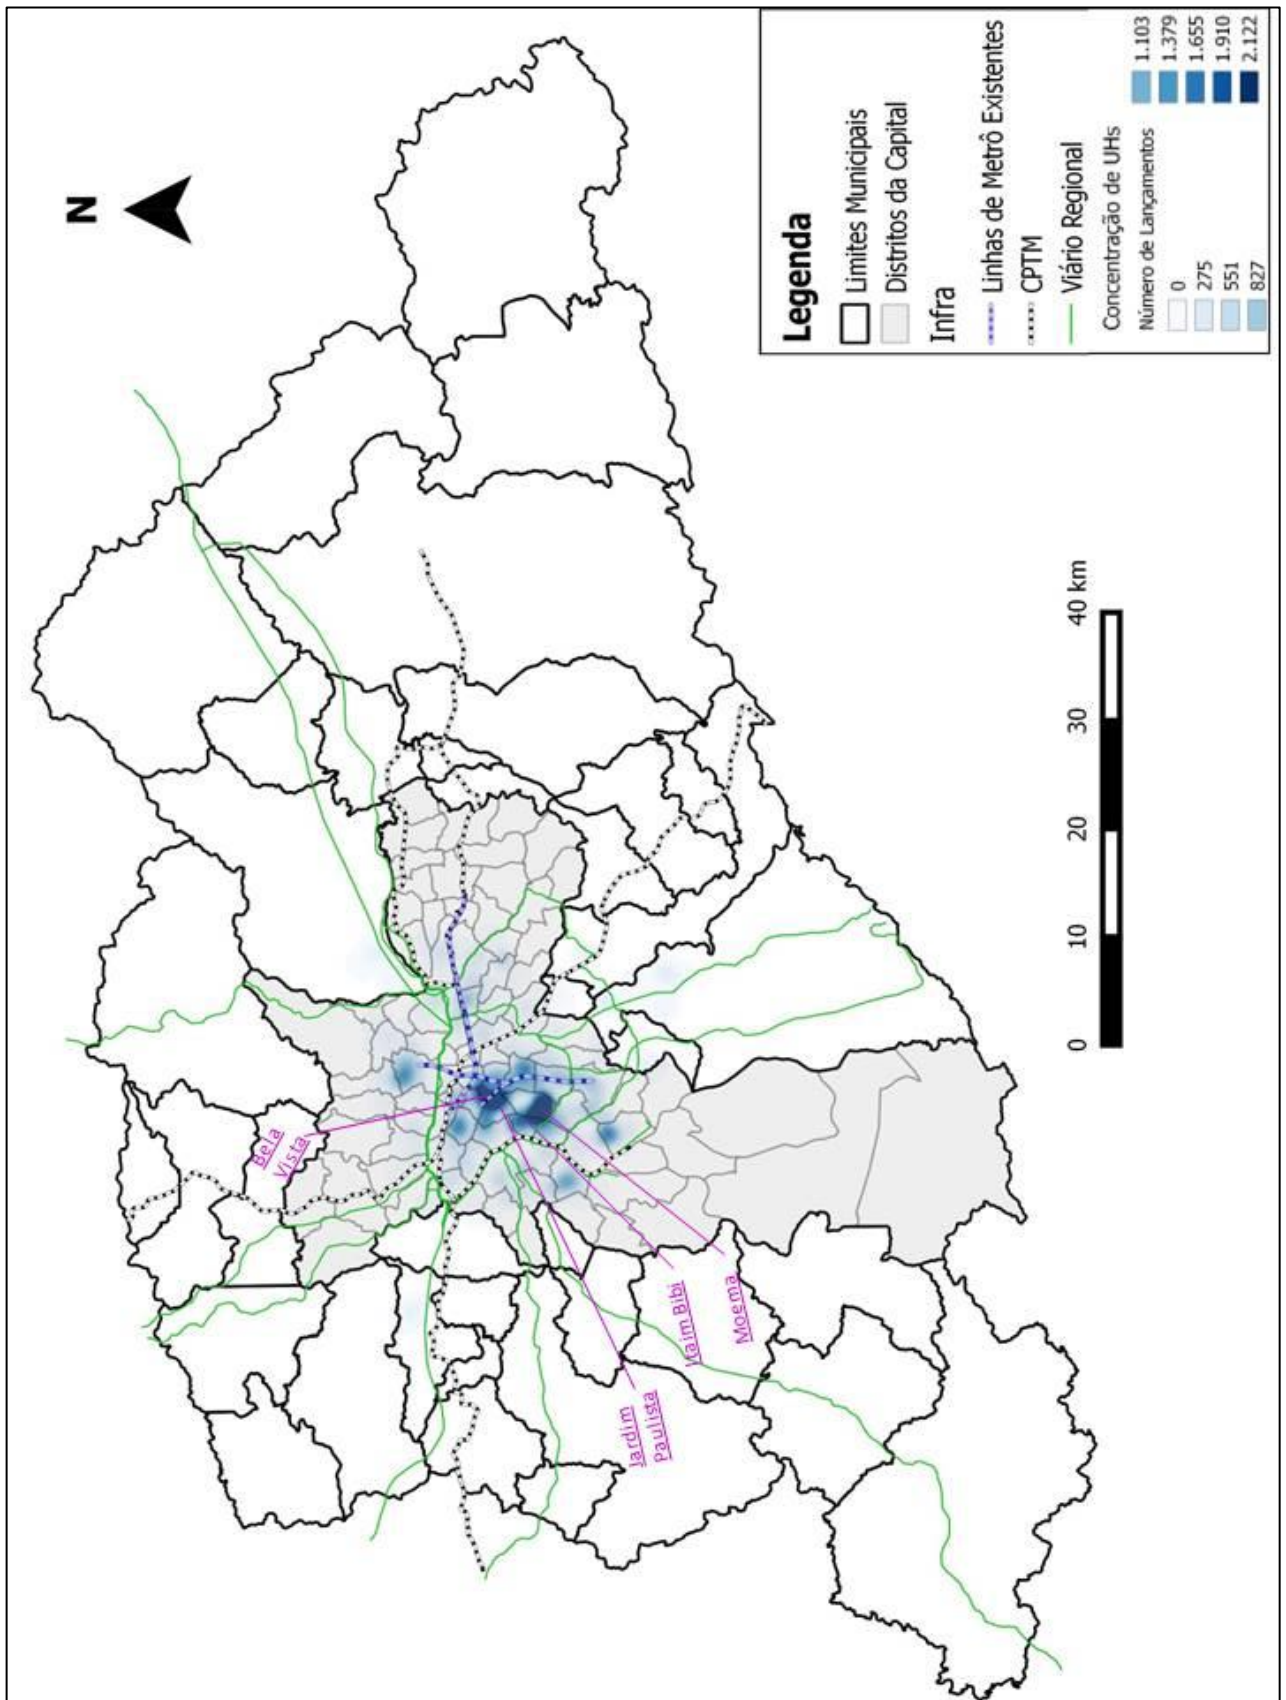 N
Bela
Vista
Jardim
Paulista
Itaim Bibi
Moema
0 10 20 30 40 km
Legenda
Limites Municipais
Distritos da Capital
Infra
Linhas de Metrô Existentes
CPTM
Viário Regional
Concentração de UHs
Número de Lançamentos
0
275
551
827
1.103
1.379
1.655
1.910
2.122